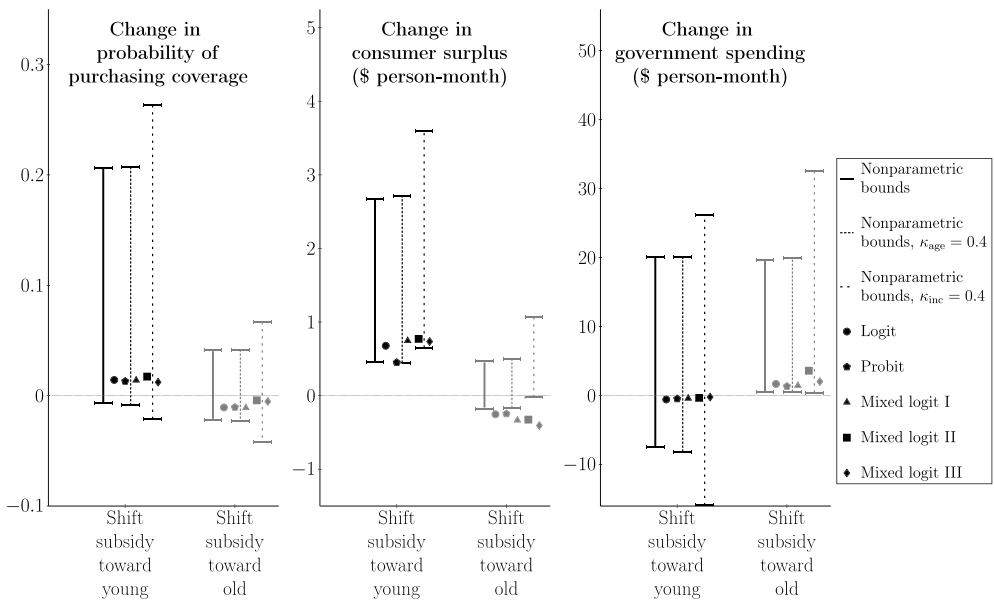 Change in
probability of
purchasing coverage
0.3
0.2
0.1
0
−0.1
Shift
subsidy
toward
young
Shift
subsidy
toward
old
Change in
consumer surplus
($ person-month)
5
4
3
2
1
0
−1
Shift
subsidy
toward
young
Shift
subsidy
toward
old
Change in
government spending
($ person-month)
50
40
30
20
10
0
−10
Shift
subsidy
toward
young
Shift
subsidy
toward
old
Nonparametric
bounds
Nonparametric
bounds, κage = 0.4
Nonparametric
bounds, κinc = 0.4
Logit
Probit
Mixed logit I
Mixed logit II
Mixed logit III